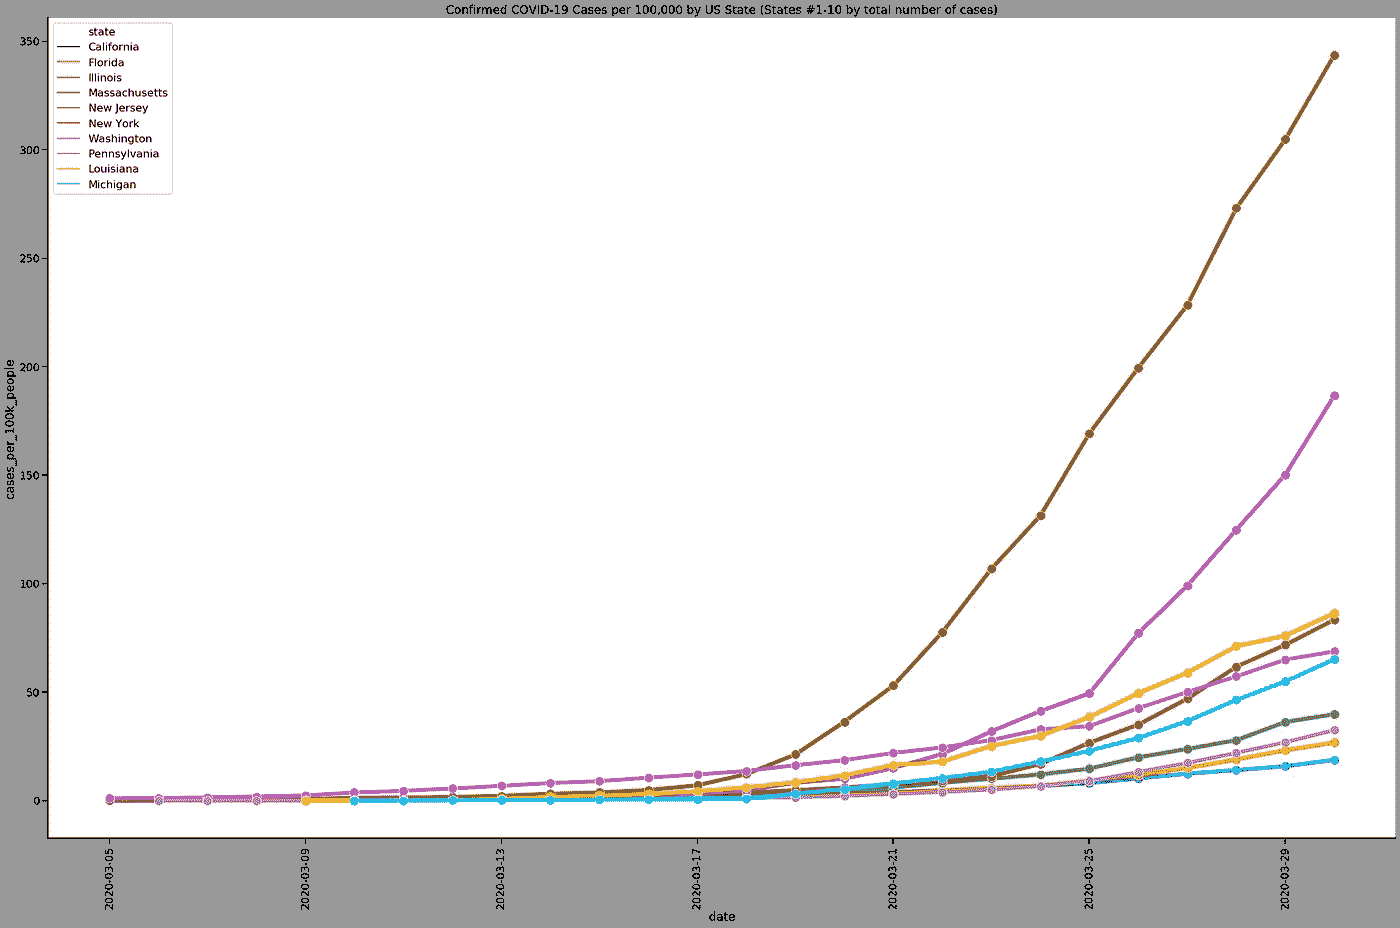 Confirmed COVID-19 Cases per 100,000 by US State (States #1-10 by total number of cases)
state
California
Florida
Illinois
Massachusetts
New Jersey
New York
Washington
Pennsylvania
Louisiana
Michigan
350
300
250
200
150
100
50
0
cases_per_100k_people
2020-03-05
2020-03-09
2020-03-13
2020-03-17
2020-03-21
2020-03-25
2020-03-29
date